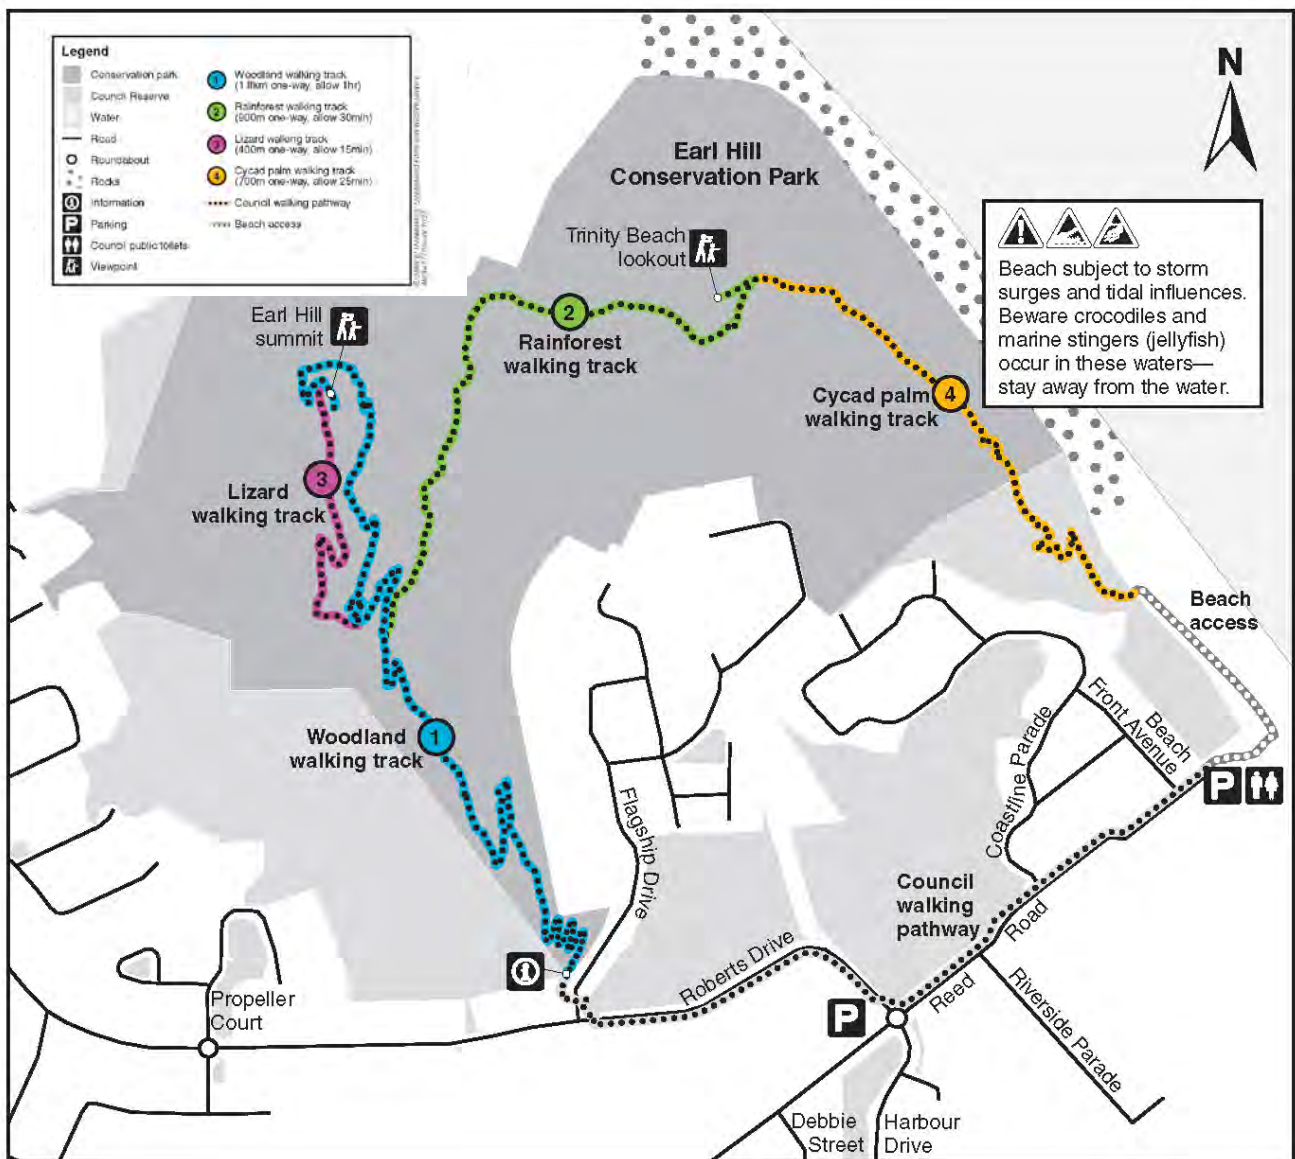 Legend
Conservation park
Council Reserve
Water
Road
Roundabout
Rocks
Information
Parking
Council public toilets
Viewpoint
1
Woodland walking track
(1.8km one-way, allow 1hr)
2
Rainforest walking track
(900m one-way, allow 30min)
3
Lizard walking track
(400m one-way, allow 15min)
4
Cycad palm walking track
(700m one-way, allow 25min)
Council walking pathway
Beach access
N
Earl Hill
Conservation Park
Trinity Beach
lookout
Beach subject to storm
surges and tidal influences.
Beware crocodiles and
marine stingers (jellyfish)
occur in these waters—
stay away from the water.
Earl Hill
summit
2
Rainforest
walking track
Cycad palm
walking track
4
3
Lizard
walking track
Beach
access
Woodland
walking track
1
Front Avenue
Beach
Coastline Parade
P
Flagship Drive
Council
walking
pathway
Road
Reed
Roberts Drive
Riverside Parade
Propeller
Court
P
Debbie
Street
Harbour
Drive